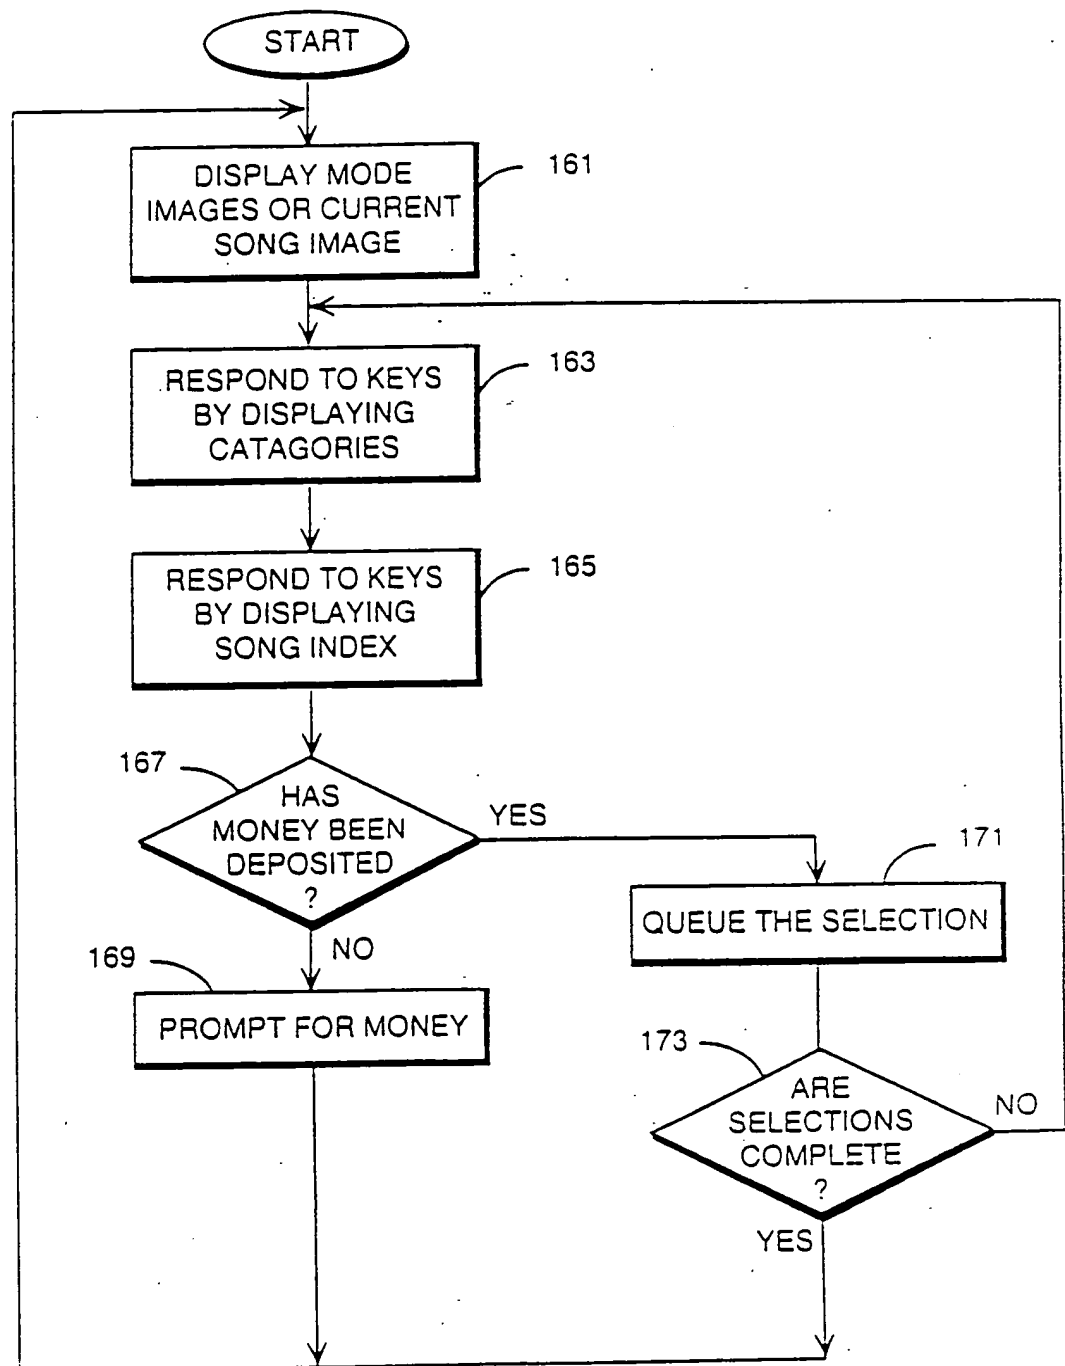 START
DISPLAY MODE
IMAGES OR CURRENT
SONG IMAGE
161
RESPOND TO KEYS
BY DISPLAYING
CATAGORIES
163
RESPOND TO KEYS
BY DISPLAYING
SONG INDEX
165
167
HAS
MONEY BEEN
DEPOSITED
?
YES
NO
171
QUEUE THE SELECTION
169
PROMPT FOR MONEY
173
ARE
SELECTIONS
COMPLETE
?
NO
YES